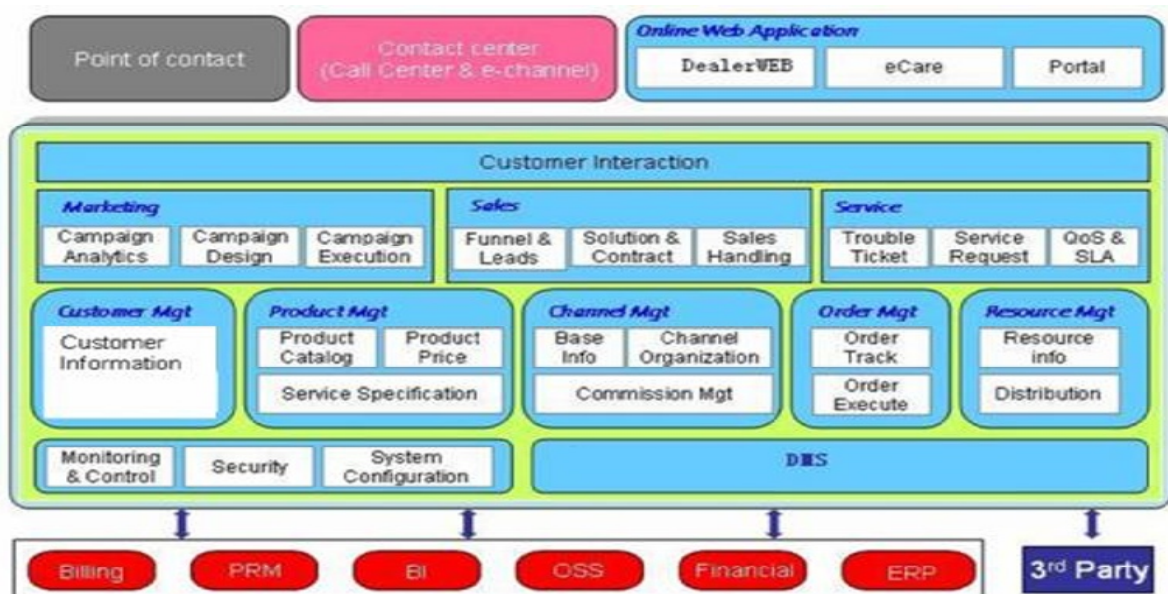 Point of contact
Contact center
(Call Center & e-channel)
Online Web Application
DealerWEB
eCare
Portal
Customer Interaction
Marketing
Campaign
Analytics
Campaign
Design
Campaign
Execution
Sales
Funnel &
Leads
Solution &
Contract
Sales
Handling
Service
Trouble
Ticket
Service
Request
QoS &
SLA
Customer Mgt
Customer
Information
Product Mgt
Product
Catalog
Product
Price
Service Specification
Channel Mgt
Base
Info
Channel
Organization
Commission Mgt
Order Mgt
Order
Track
Order
Execute
Resource Mgt
Resource
info
Distribution
Monitoring
& Control
Security
System
Configuration
DMS
Billing
PRM
BI
OSS
Financial
ERP
3rd Party